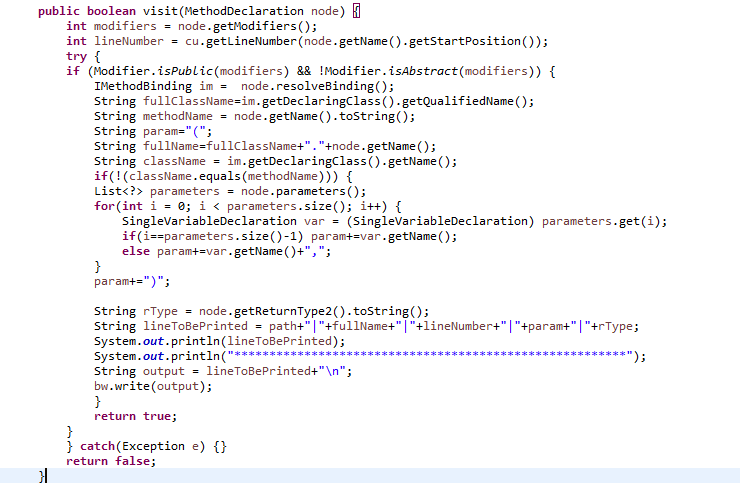 public boolean visit(MethodDeclaration node) {
int modifiers = node.getModifiers();
int lineNumber = cu.getLineNumber(node.getName().getStartPosition());
try {
if (Modifier.isPublic(modifiers) && !Modifier.isAbstract(modifiers)) {
IMethodBinding im =  node.resolveBinding();
String fullClassName=im.getDeclaringClass().getQualifiedName();
String methodName = node.getName().toString();
String param="(";
String fullName=fullClassName+"."+node.getName();
String className = im.getDeclaringClass().getName();
if(!(className.equals(methodName))) {
List<?> parameters = node.parameters();
for(int i = 0; i < parameters.size(); i++) {
SingleVariableDeclaration var = (SingleVariableDeclaration) parameters.get(i);
if(i==parameters.size()-1) param+=var.getName();
else param+=var.getName()+",";
}
param+=")";
String rType = node.getReturnType2().toString();
String lineToBePrinted = path+"|"+fullName+"|"+lineNumber+"|"+param+"|"+rType;
System.out.println(lineToBePrinted);
System.out.println("********************************************************");
String output = lineToBePrinted+"\n";
bw.write(output);
}
return true;
}
} catch(Exception e) {}
return false;
}